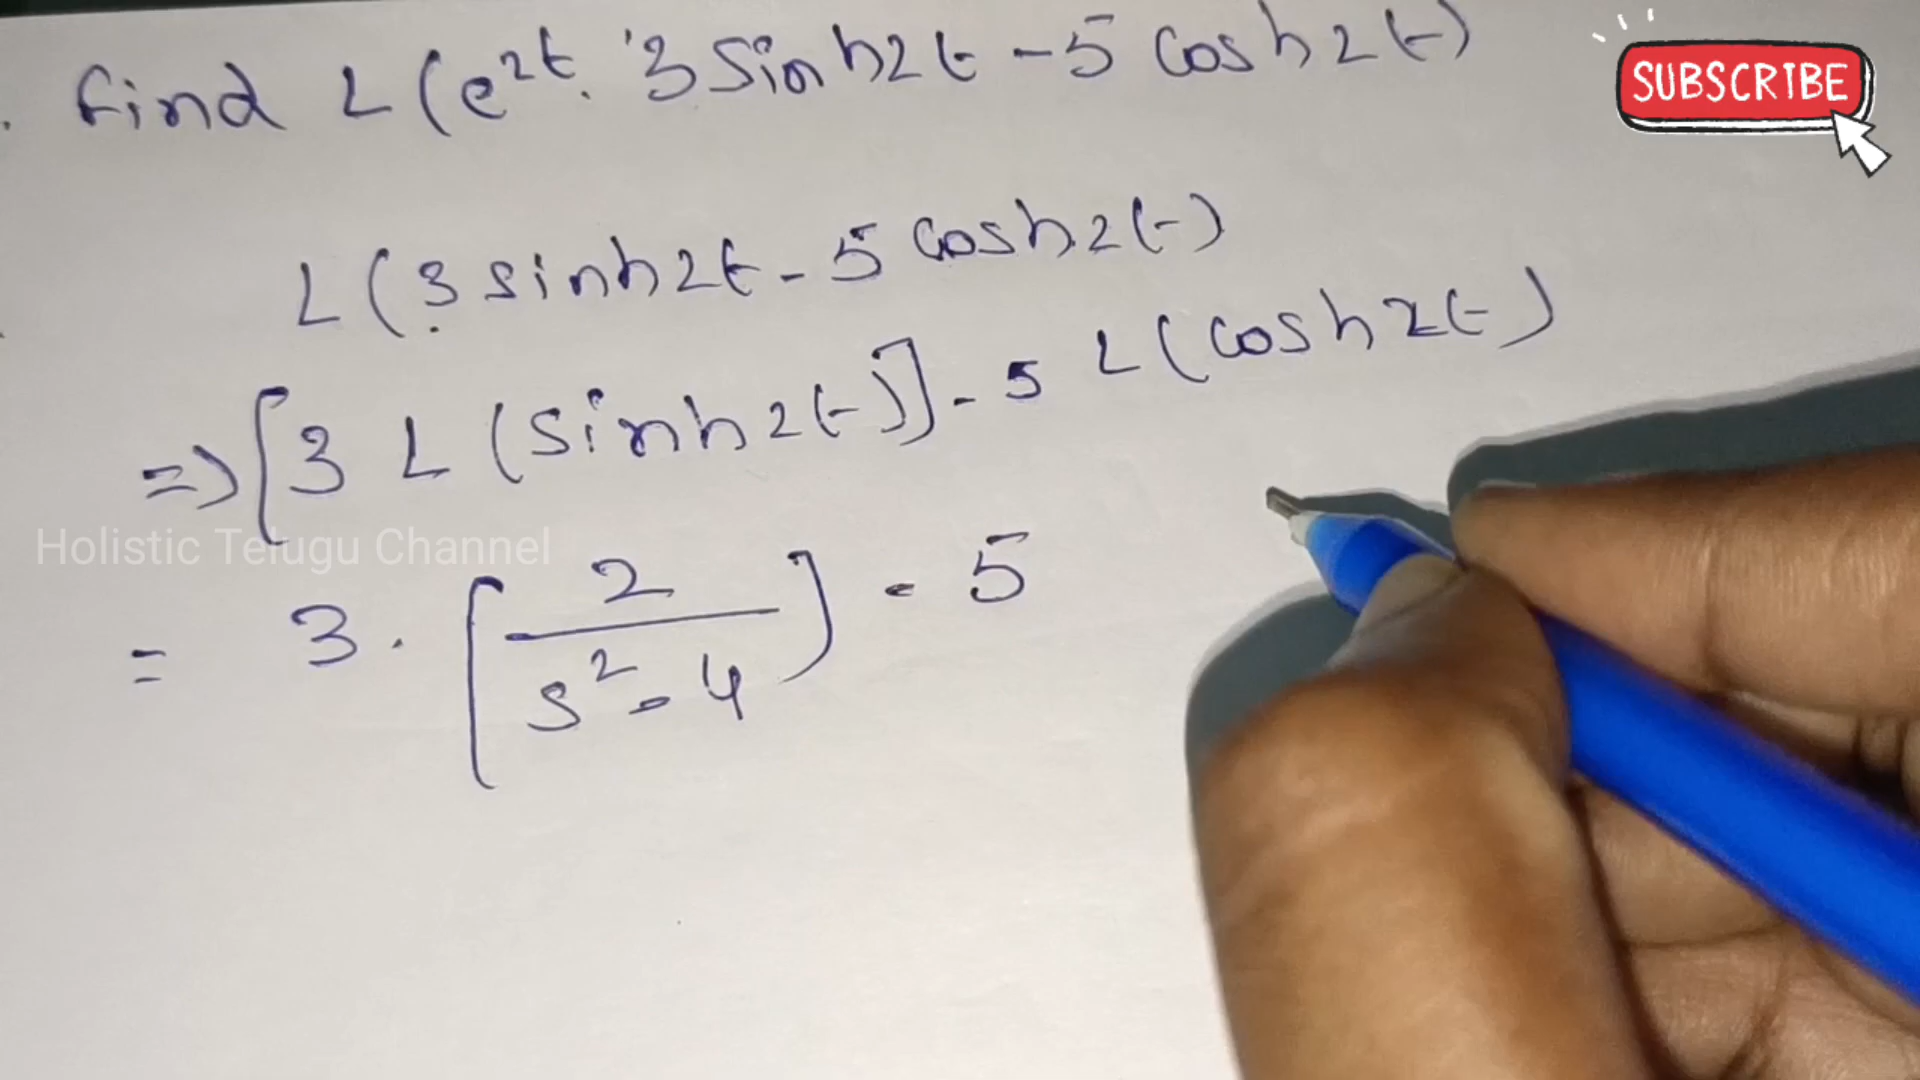 Find L(e^2t. 3 Sinh2t - 5 Cosh2t)
SUBSCRIBE
L(3 sinh2t - 5 Cosh2t)
=> [3 L (Sinh2t)] - 5 L(Cosh2t)
Holistic Telugu Channel
= 3 . [2/(s^2 - 4)] - 5